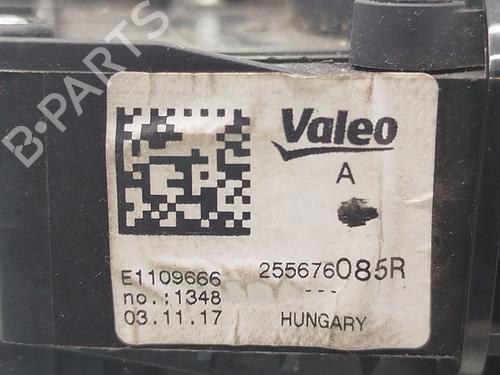 B-PARTS
Valeo
A
E1109666 255676085R
no.:1348 ---
03.11.17 HUNGARY